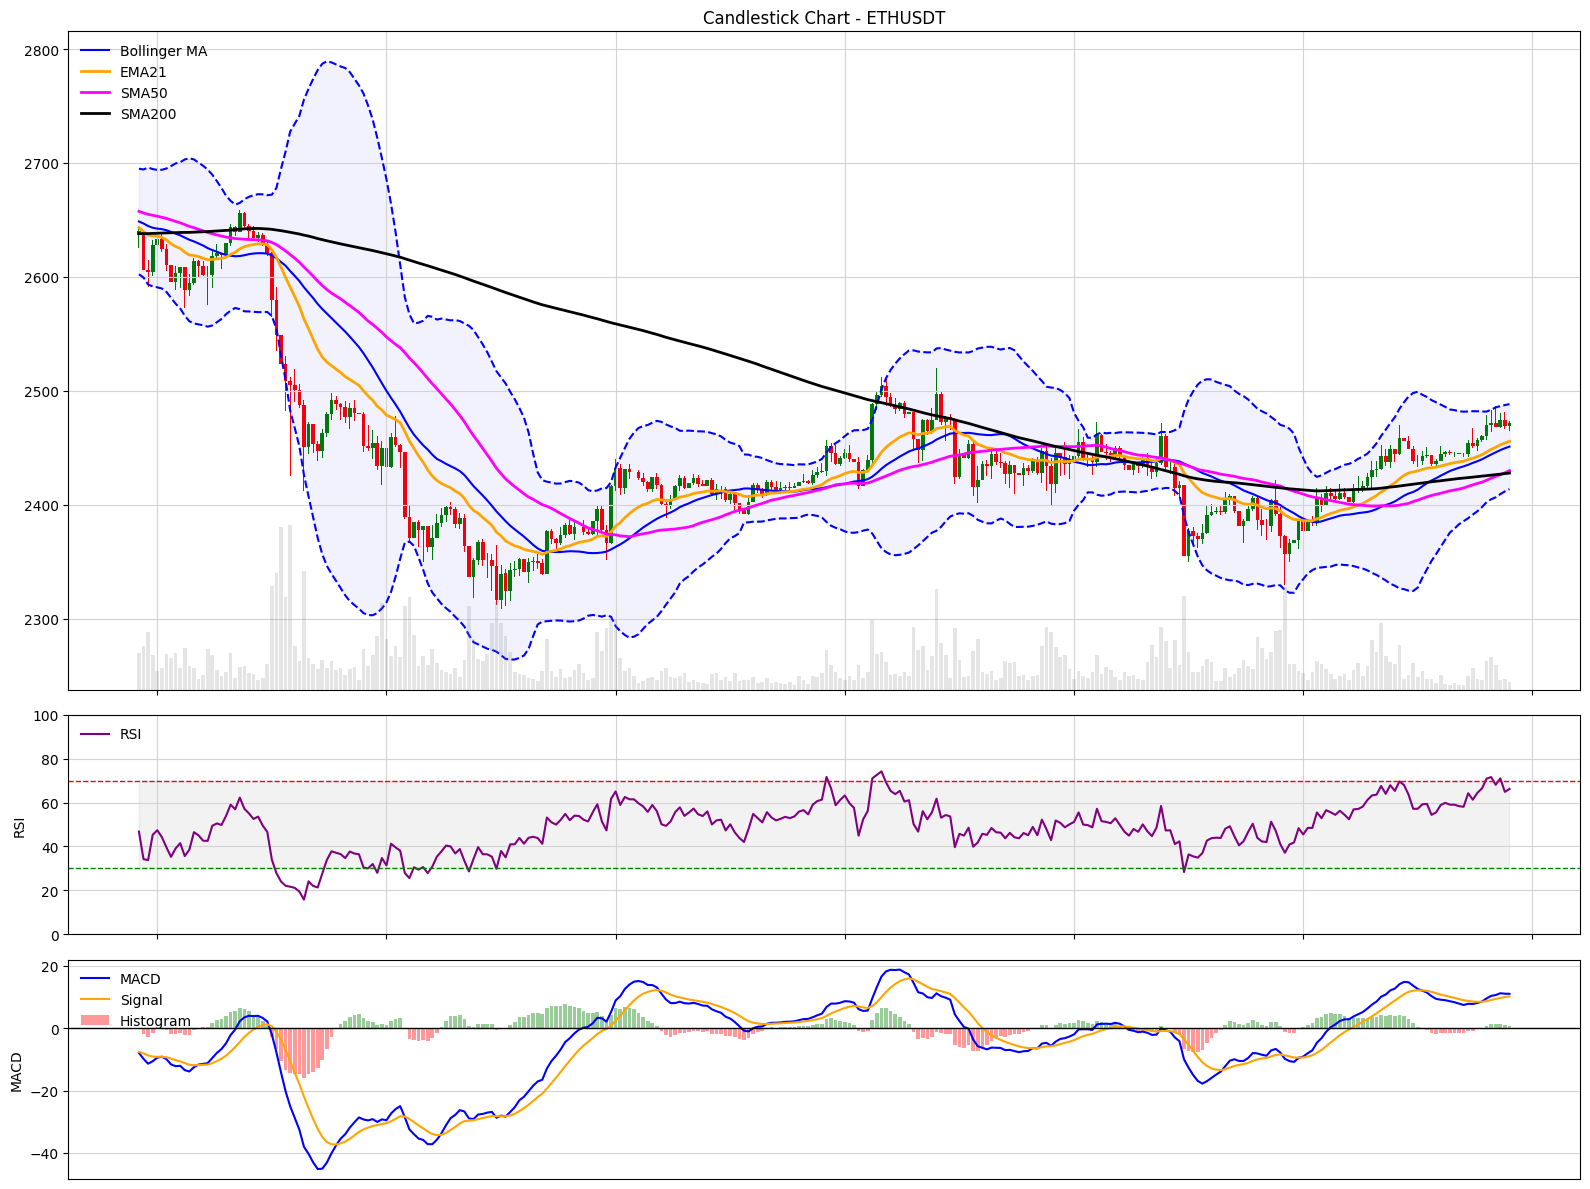 Candlestick Chart - ETHUSDT
2800
2700
2600
2500
2400
2300
Bollinger MA
EMA21
SMA50
SMA200
100
80
60
40
20
0
RSI
RSI
20
0
−20
−40
MACD
MACD
Signal
Histogram